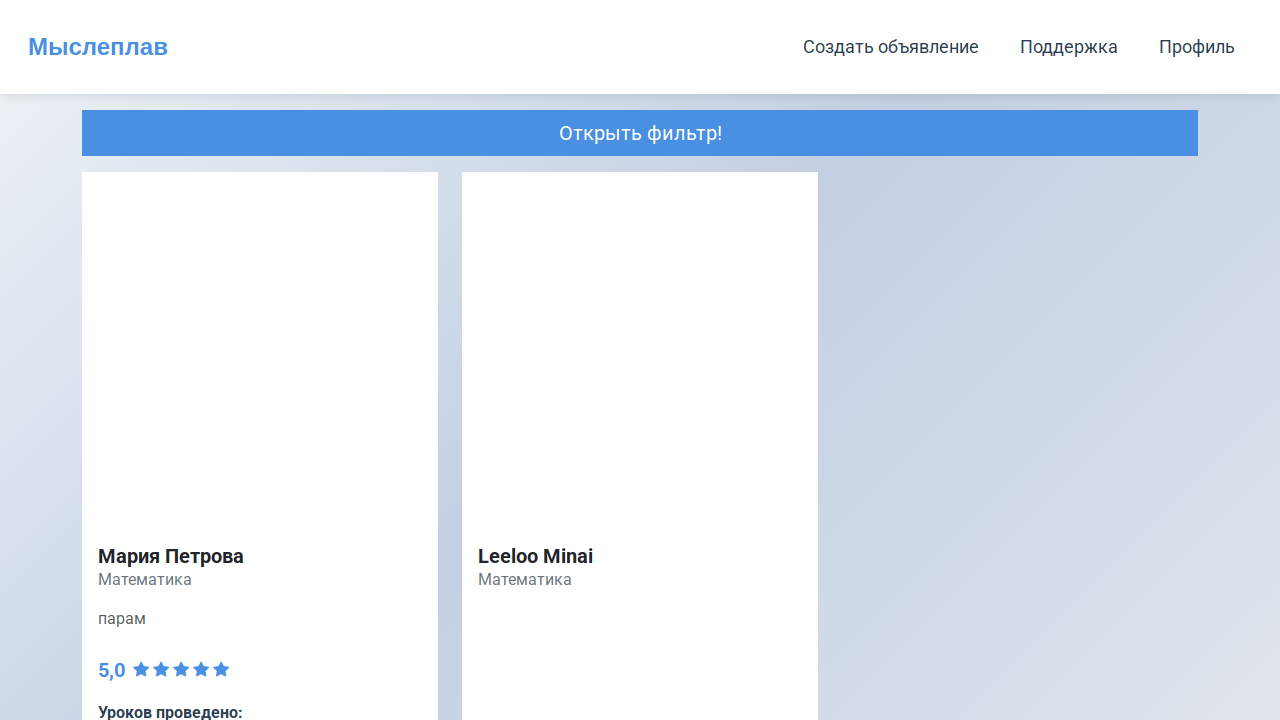 Мыслеплав
Создать объявление
Поддержка
Профиль
Открыть фильтр!
Мария Петрова
Математика
парам
5,0
Уроков проведено:
Leeloo Minai
Математика